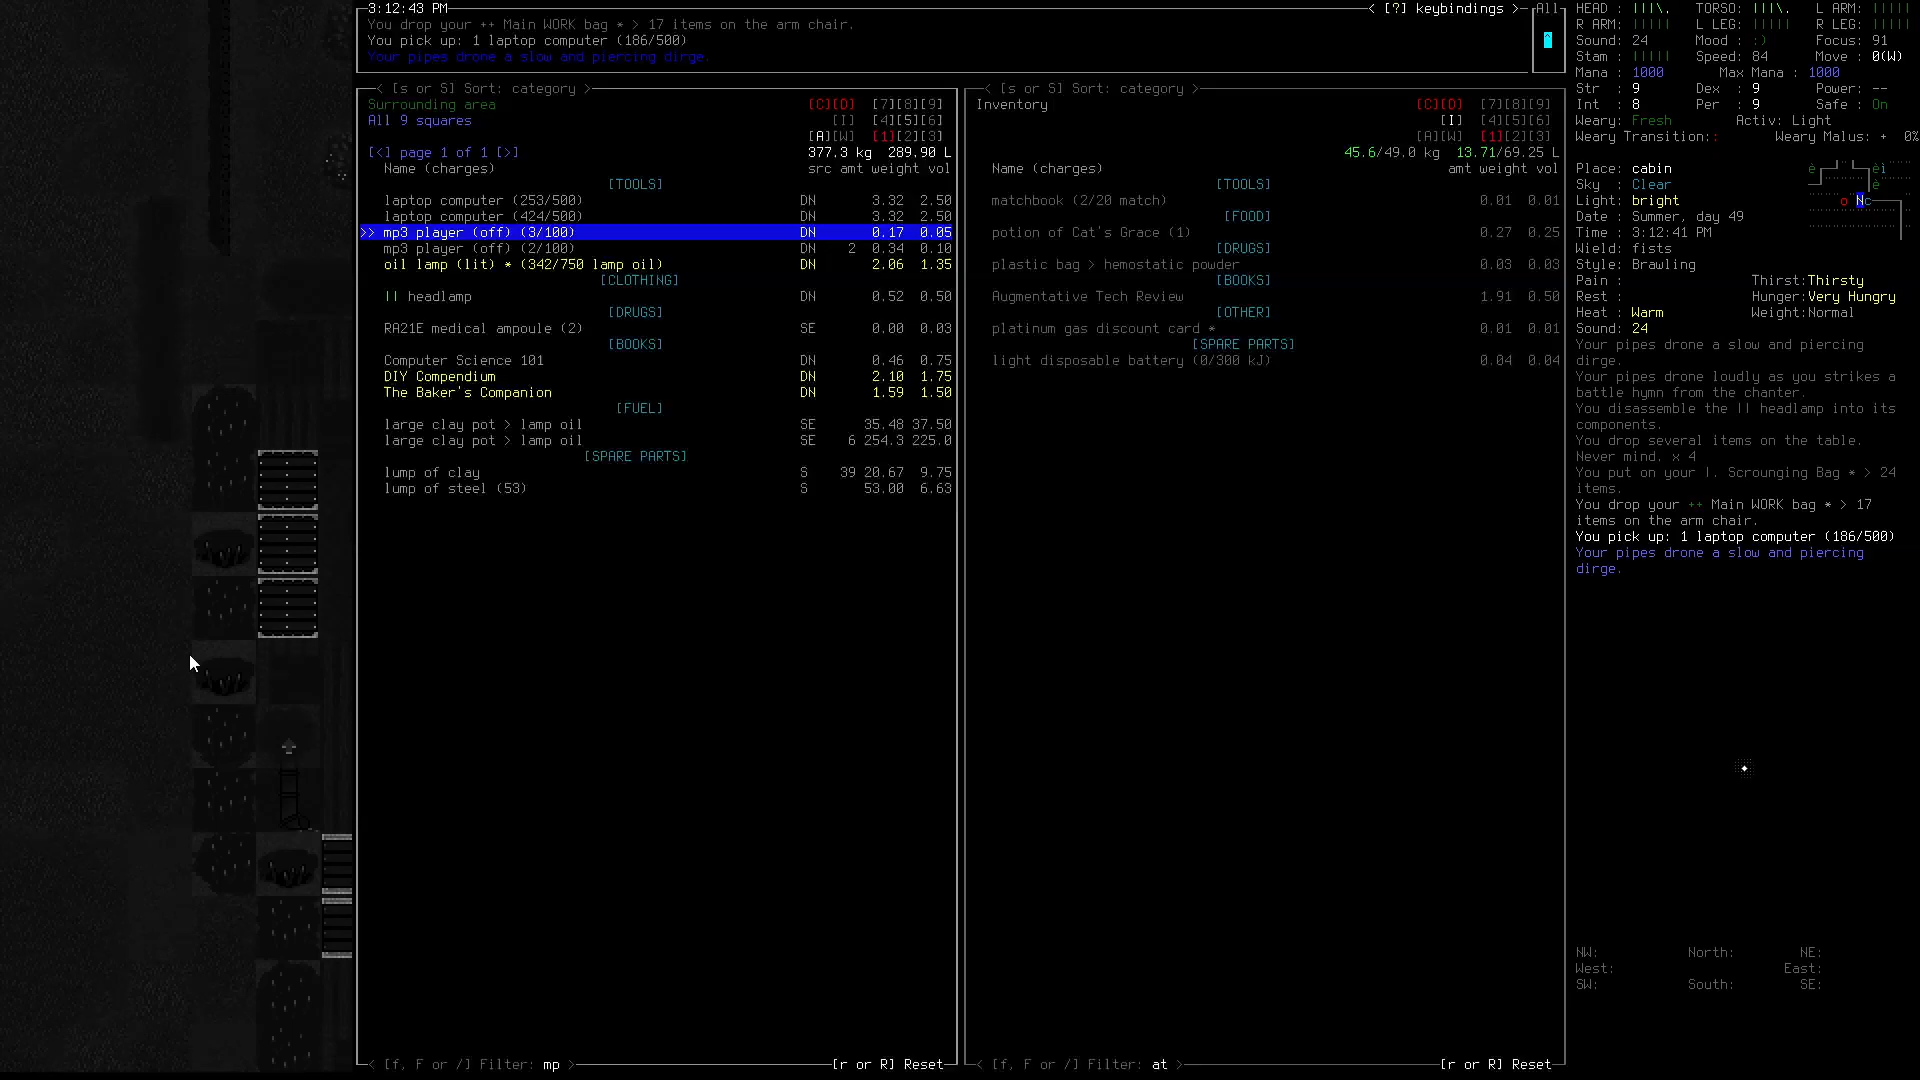 3:12:43 PM < [?] keybindings > All
You drop your ++ Main WORK bag * > 17 items on the arm chair.
You pick up: 1 laptop computer (186/500)
Your pipes drone a slow and piercing dirge.
< [s or S] Sort: category >
Surrounding area [C][D] [7][8][9]
All 9 squares [I] [4][5][6]
[A][W] [1][2][3]
[<] page 1 of 1 [>] 377.3 kg 289.90 L
Name (charges) src amt weight vol
[TOOLS]
laptop computer (253/500) DN 3.32 2.50
laptop computer (424/500) DN 3.32 2.50
>> mp3 player (off) (3/100) DN 0.17 0.05
mp3 player (off) (2/100) DN 2 0.34 0.10
oil lamp (lit) * (342/750 lamp oil) DN 2.06 1.35
[CLOTHING]
|| headlamp DN 0.52 0.50
[DRUGS]
RA21E medical ampoule (2) SE 0.00 0.03
[BOOKS]
Computer Science 101 DN 0.46 0.75
DIY Compendium DN 2.10 1.75
The Baker's Companion DN 1.59 1.50
[FUEL]
large clay pot > lamp oil SE 35.48 37.50
large clay pot > lamp oil SE 6 254.3 225.0
[SPARE PARTS]
lump of clay S 39 20.67 9.75
lump of steel (53) S 53.00 6.63
< [f, F or /] Filter: mp > [r or R] Reset
< [s or S] Sort: category >
Inventory [C][D] [7][8][9]
[I] [4][5][6]
[A][W] [1][2][3]
45.6/49.0 kg 13.71/69.25 L
Name (charges) amt weight vol
[TOOLS]
matchbook (2/20 match) 0.01 0.01
[FOOD]
potion of Cat's Grace (1) 0.27 0.25
[DRUGS]
plastic bag > hemostatic powder 0.03 0.03
[BOOKS]
Augmentative Tech Review 1.91 0.50
[OTHER]
platinum gas discount card * 0.01 0.01
[SPARE PARTS]
light disposable battery (0/300 kJ) 0.04 0.04
< [f, F or /] Filter: at > [r or R] Reset
HEAD : |||\. TORSO: |||\. L ARM: |||||
R ARM: ||||| L LEG: ||||| R LEG: |||||
Sound: 24 Mood : :) Focus: 91
Stam : ||||| Speed: 84 Move : 0(W)
Mana : 1000 Max Mana : 1000
Str : 9 Dex : 9 Power: --
Int : 8 Per : 9 Safe : On
Weary: Fresh Activ: Light
Weary Transition:: Weary Malus: + 0%
Place: cabin
Sky : Clear
Light: bright
Date : Summer, day 49
Time : 3:12:41 PM
Wield: fists
Style: Brawling
Pain : Thirst:Thirsty
Rest : Hunger:Very Hungry
Heat : Warm Weight:Normal
Sound: 24
Your pipes drone a slow and piercing
dirge.
Your pipes drone loudly as you strikes a
battle hymn from the chanter.
You disassemble the || headlamp into its
components.
You drop several items on the table.
Never mind. x 4
You put on your |. Scrounging Bag * > 24
items.
You drop your ++ Main WORK bag * > 17
items on the arm chair.
You pick up: 1 laptop computer (186/500)
Your pipes drone a slow and piercing
dirge.
NW: North: NE:
West: East:
SW: South: SE: